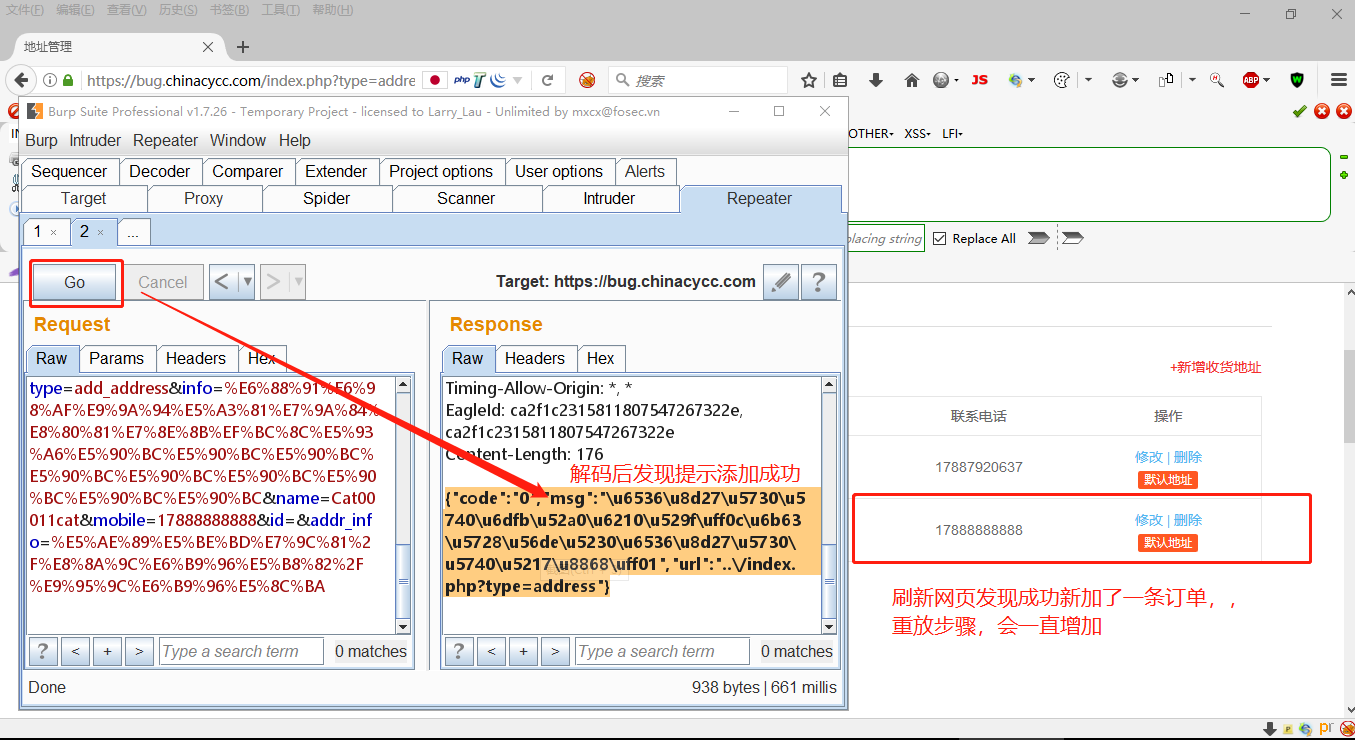 文件(F) 编辑(E) 查看(V) 历史(S) 书签(B) 工具(T) 帮助(H)
地址管理
https://bug.chinacycc.com/index.php?type=addre
php
搜索
JS
ABP
Burp Suite Professional v1.7.26 - Temporary Project - licensed to Larry_Lau - Unlimited by mxcx@fosec.vn
Burp Intruder Repeater Window Help
OTHER XSS LFI
Sequencer Decoder Comparer Extender Project options User options Alerts
Target Proxy Spider Scanner Intruder Repeater
1 × 2 × ...
placing string Replace All
Go Cancel < >
Target: https://bug.chinacycc.com
?
Request
Raw Params Headers Hex
type=add_address&info=%E6%88%91%E6%9
8%AF%E9%9A%94%E5%A3%81%E7%9A%84%
E8%80%81%E7%8E%8B%EF%BC%8C%E5%93
%A6%E5%90%BC%E5%90%BC%E5%90%BC%
E5%90%BC%E5%90%BC%E5%90%BC%E5%90
%BC%E5%90%BC%E5%90%BC&name=Cat00
011cat&mobile=17888888888&id=&addr_inf
o=%E5%AE%89%E5%BE%BD%E7%9C%81%2
F%E8%8A%9C%E6%B9%96%E5%B8%82%2F
%E9%95%9C%E6%B9%96%E5%8C%BA
? < + > Type a search term 0 matches
Response
Raw Headers Hex
Timing-Allow-Origin: *, *
EagleId: ca2f1c2315811807547267322e,
ca2f1c2315811807547267322e
Content-Length: 176
解码后发现提示添加成功
{"code":"0","msg":"\u6536\u8d27\u5730\u5
740\u6dfb\u52a0\u6210\u529f\uff0c\u6b63
\u5728\u56de\u5230\u6536\u8d27\u5730\
u5740\u5217\u8868\uff01","url":"..\/index.
php?type=address"}
? < + > Type a search term 0 matches
Done
938 bytes | 661 millis
+新增收货地址
联系电话 操作
17887920637 修改 | 删除
默认地址
17888888888 修改 | 删除
默认地址
刷新网页发现成功新加了一条订单，，
重放步骤，会一直增加
pr